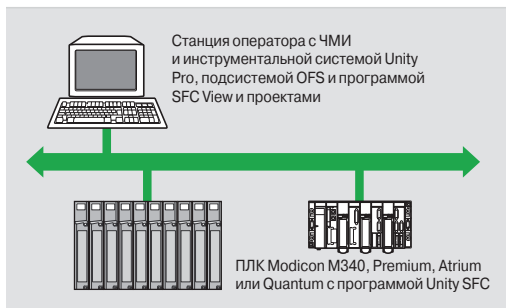 Станция оператора с ЧМИ
и инструментальной системой Unity
Pro, подсистемой OFS и программой
SFC View и проектами
ПЛК Modicon M340, Premium, Atrium
или Quantum с программой Unity SFC